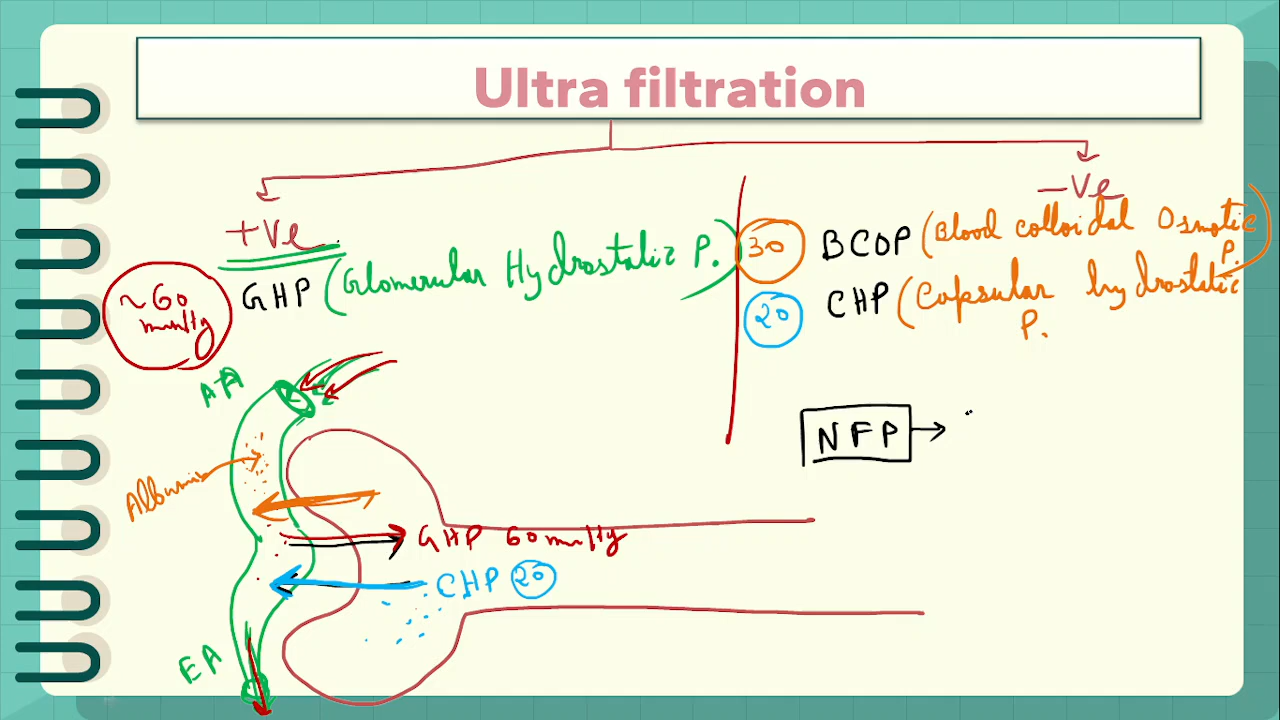 Ultra filtration
+Ve
-Ve
~60
mmHg
GHP (Glomerular Hydrostatic P.)
30 BCOP (Blood colloidal Osmotic P.)
20 CHP (Capsular hydrostatic P.
AA
NFP →
Albumin
GHP 60 mmHg
CHP 20
EA